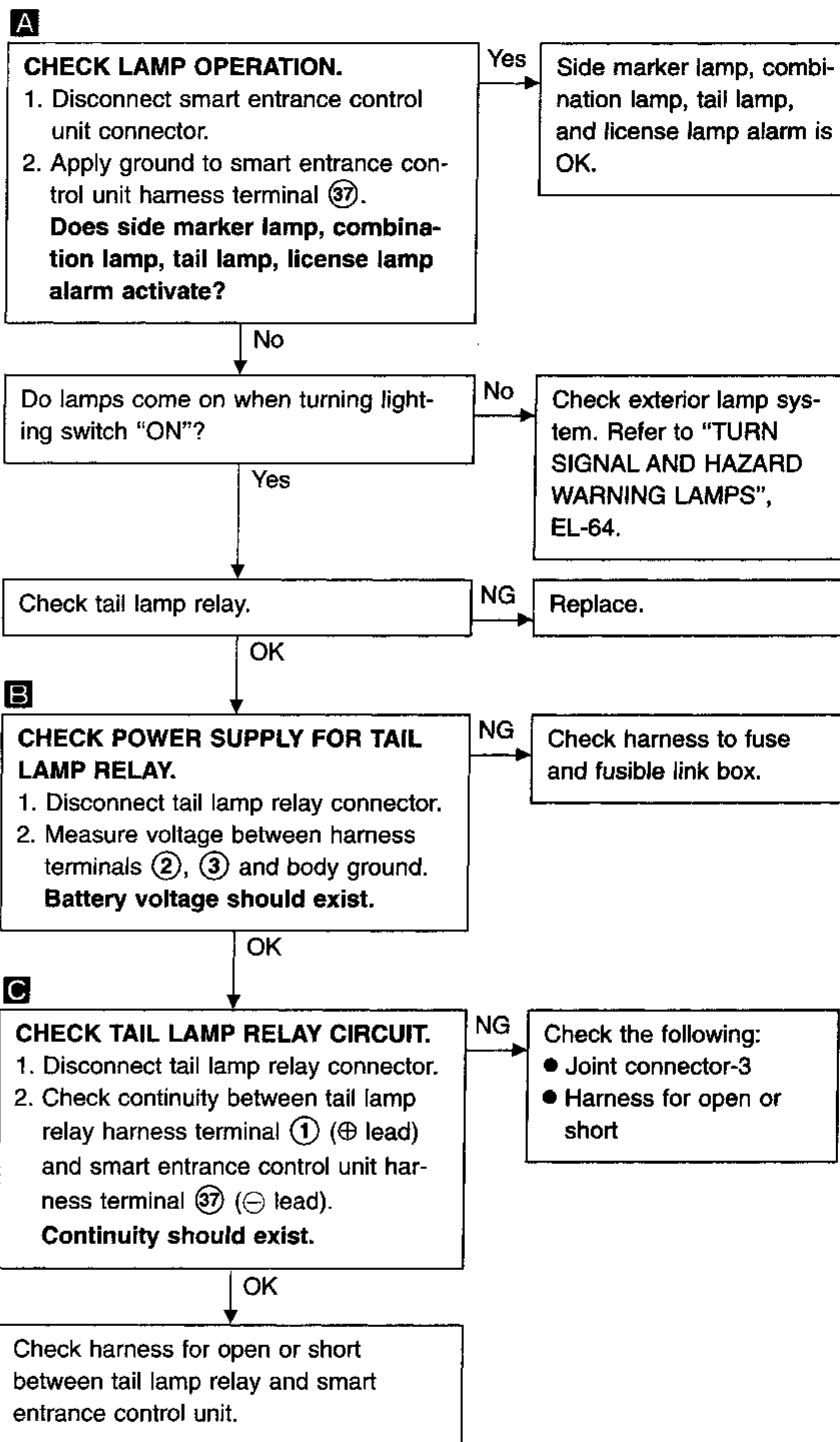 A
CHECK LAMP OPERATION.
1. Disconnect smart entrance control
unit connector.
2. Apply ground to smart entrance con-
trol unit harness terminal 37.
Does side marker lamp, combina-
tion lamp, tail lamp, license lamp
alarm activate?
Yes
Side marker lamp, combi-
nation lamp, tail lamp,
and license lamp alarm is
OK.
No
Do lamps come on when turning light-
ing switch “ON”?
No
Check exterior lamp sys-
tem. Refer to “TURN
SIGNAL AND HAZARD
WARNING LAMPS”,
EL-64.
Yes
Check tail lamp relay.
NG
Replace.
OK
B
CHECK POWER SUPPLY FOR TAIL
LAMP RELAY.
1. Disconnect tail lamp relay connector.
2. Measure voltage between harness
terminals ②, ③ and body ground.
Battery voltage should exist.
NG
Check harness to fuse
and fusible link box.
OK
C
CHECK TAIL LAMP RELAY CIRCUIT.
1. Disconnect tail lamp relay connector.
2. Check continuity between tail lamp
relay harness terminal ① (⊕ lead)
and smart entrance control unit har-
ness terminal ㊲ (⊖ lead).
Continuity should exist.
NG
Check the following:
● Joint connector-3
● Harness for open or
short
OK
Check harness for open or short
between tail lamp relay and smart
entrance control unit.